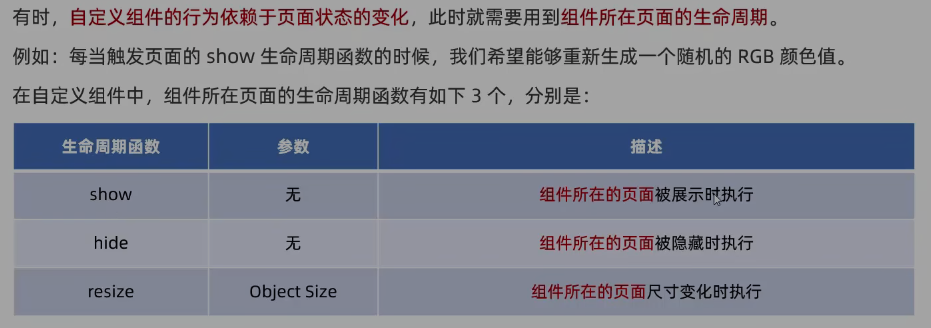 有时，自定义组件的行为依赖于页面状态的变化，此时就需要用到组件所在页面的生命周期。
例如：每当触发页面的 show 生命周期函数的时候，我们希望能够重新生成一个随机的 RGB 颜色值。
在自定义组件中，组件所在页面的生命周期函数有如下 3 个，分别是：
生命周期函数 参数 描述
show 无 组件所在的页面被展示时执行
hide 无 组件所在的页面被隐藏时执行
resize Object Size 组件所在的页面尺寸变化时执行